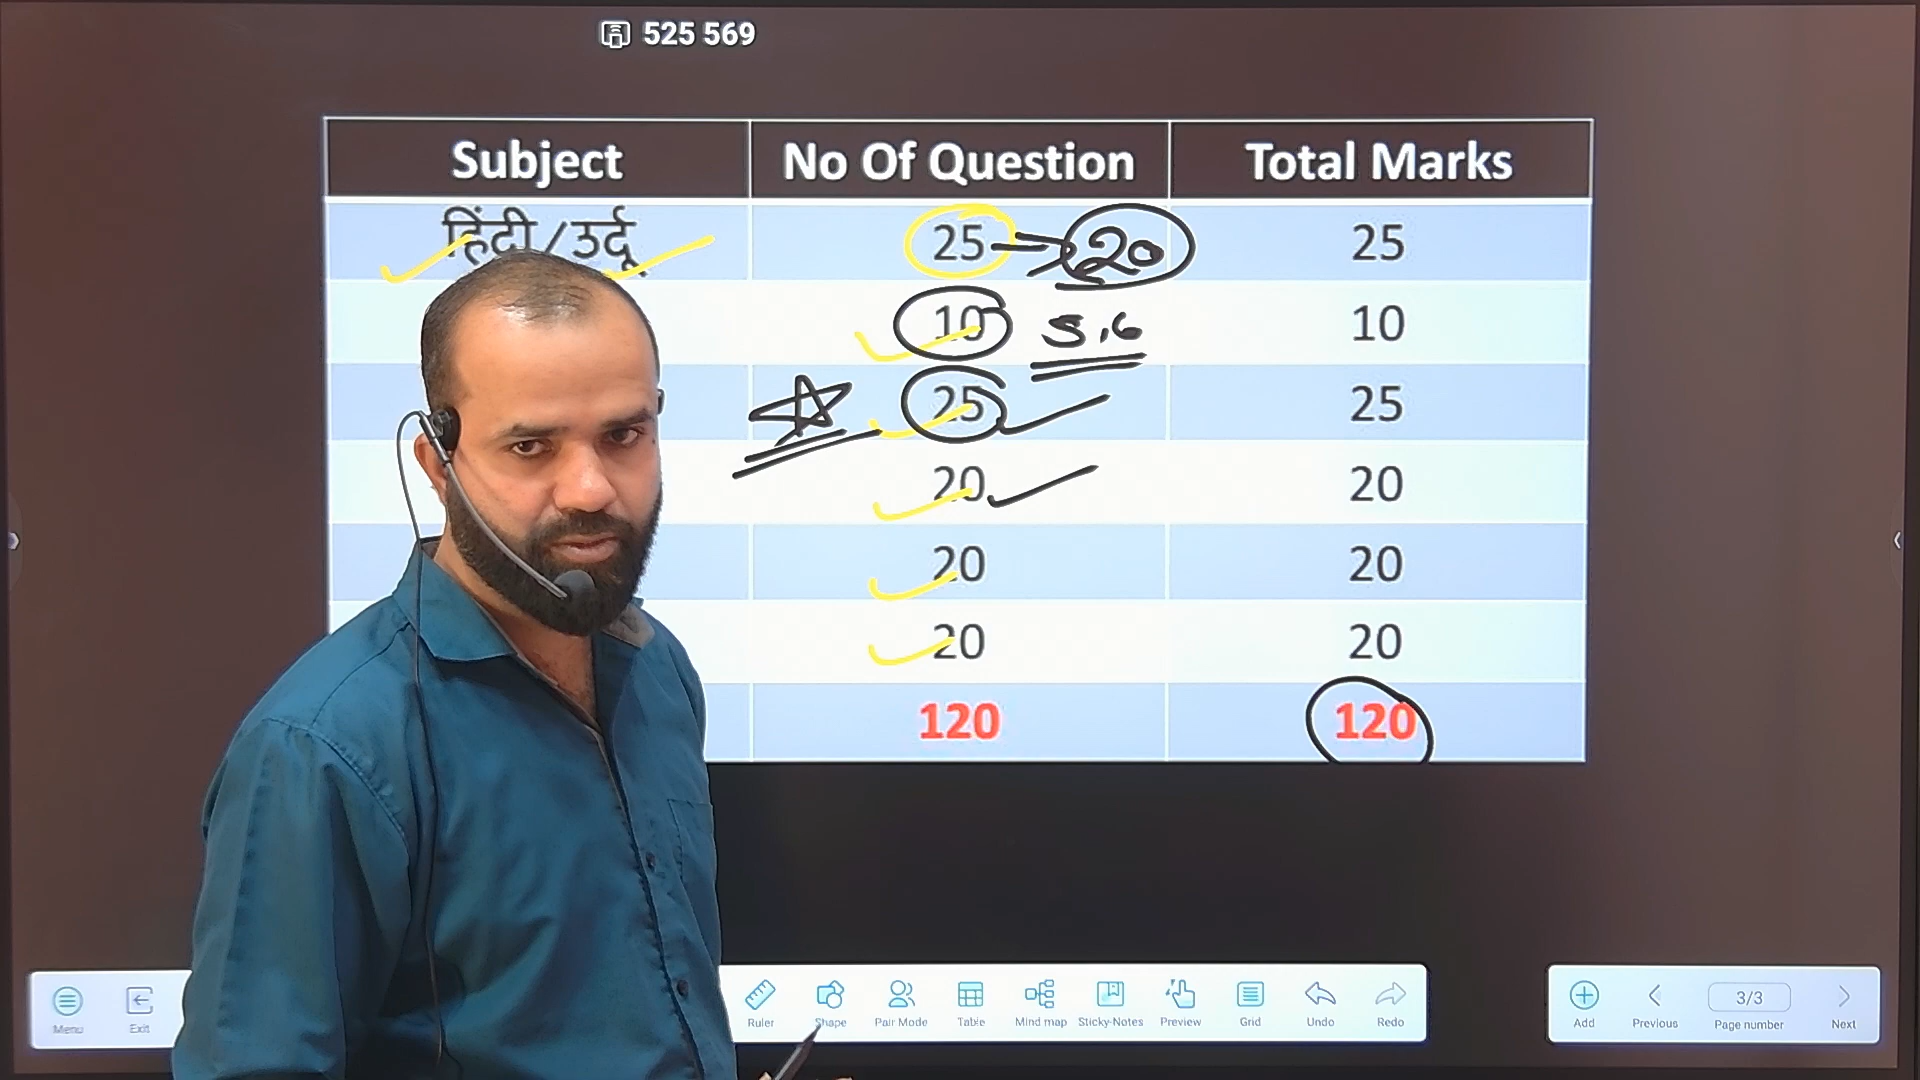 525 569
Subject No Of Question Total Marks
हिंदी/उर्दू 25 20 25
10 5,6 10
25 25
20 20
20 20
20 20
120 120
Menu Exit Ruler Shape Pair Mode Table Mind map Sticky-Notes Preview Grid Undo Redo Add Previous 3/3 Page number Next